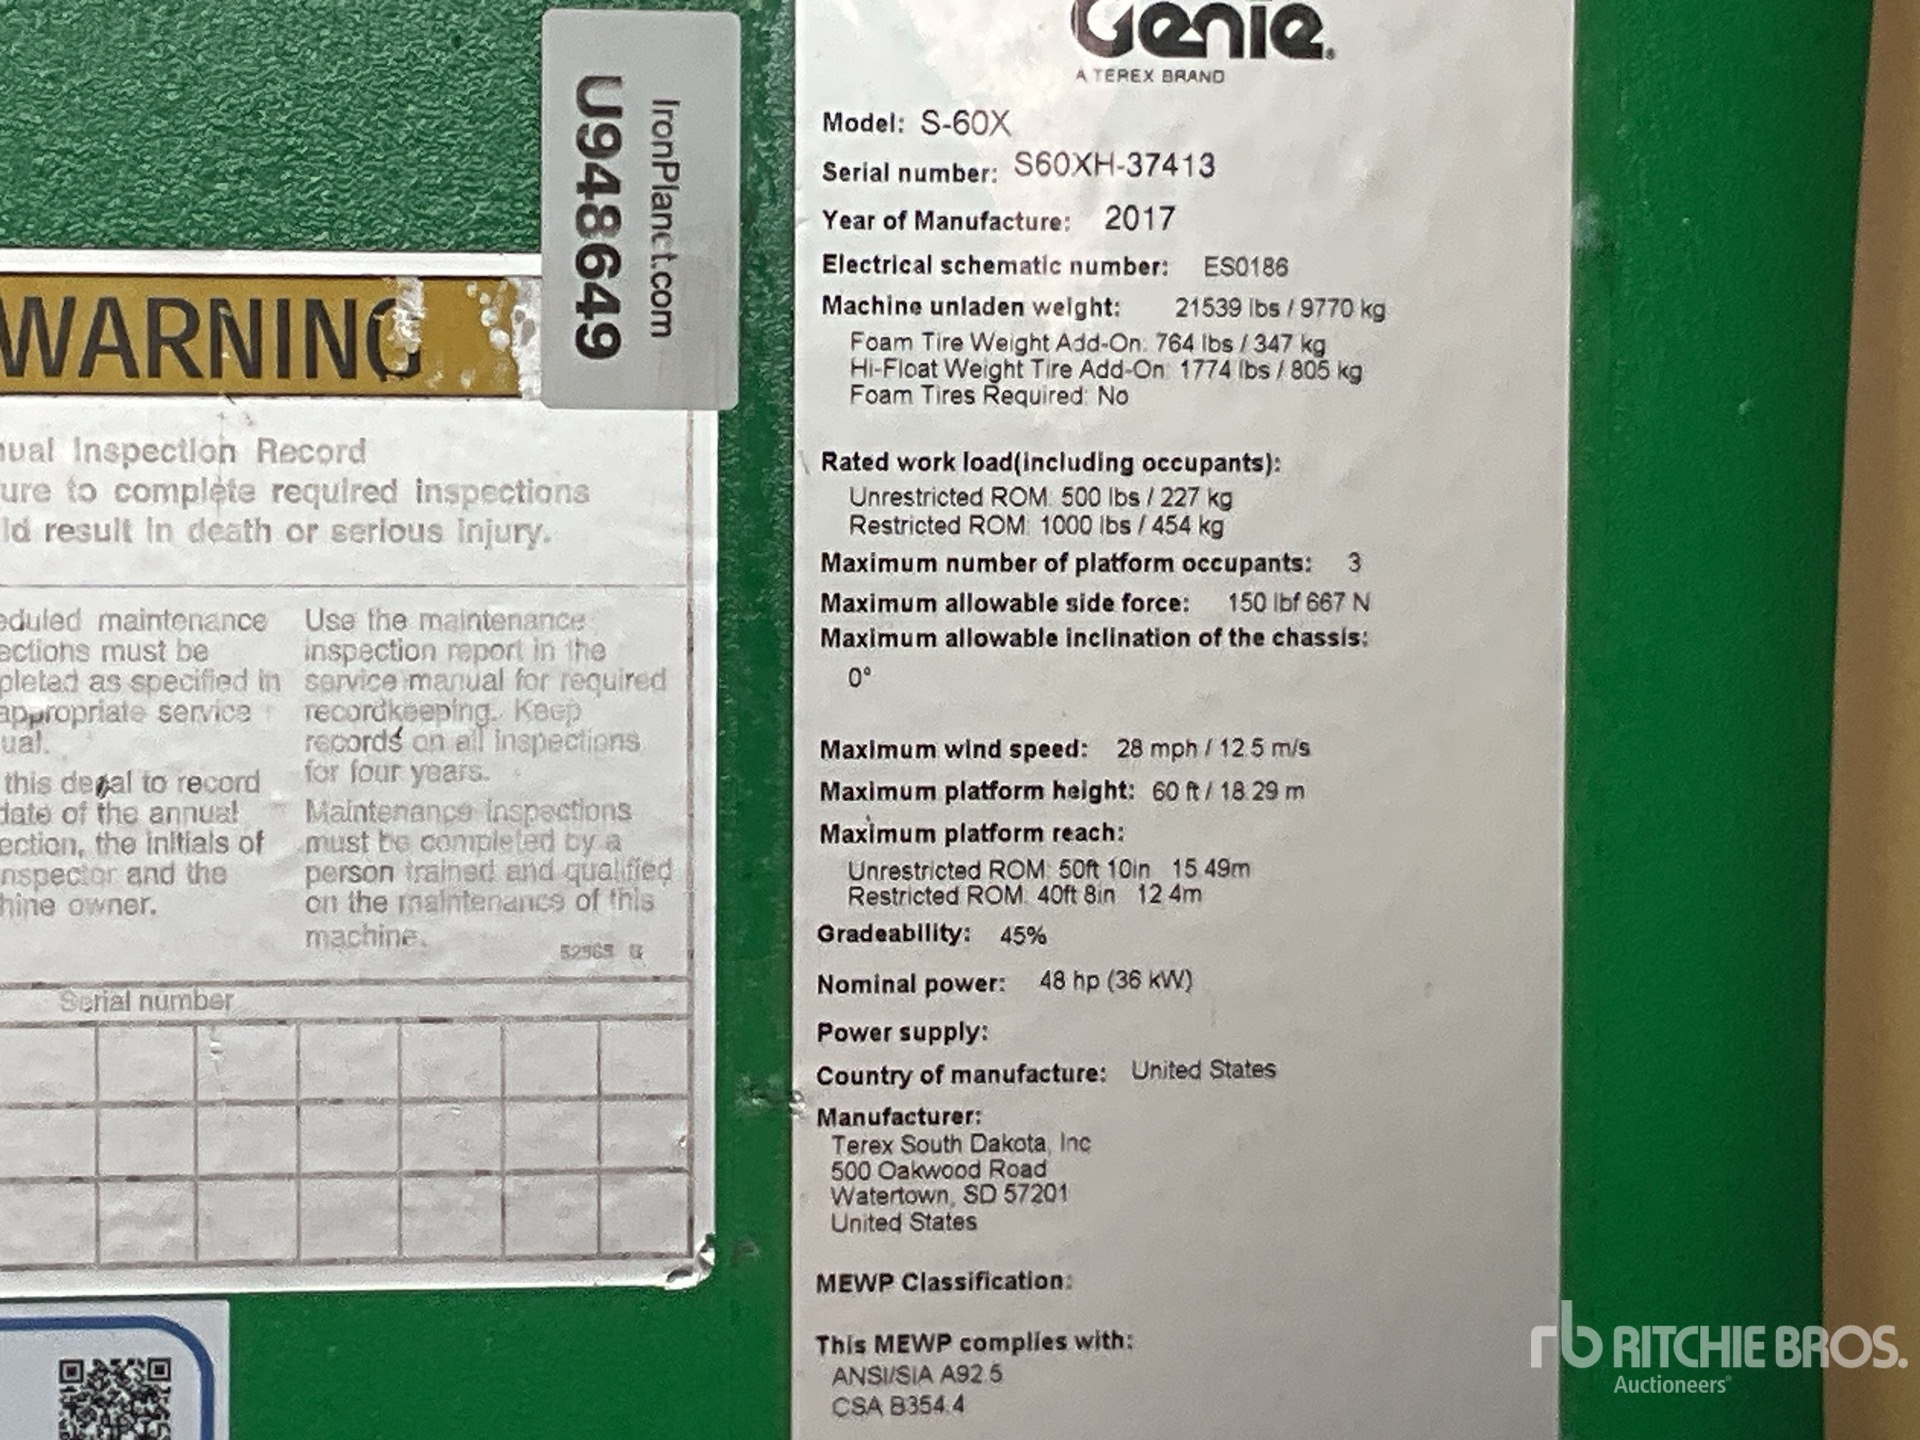 Genie.
A TEREX BRAND
Model: S-60X
Serial number: S60XH-37413
Year of Manufacture: 2017
Electrical schematic number: ES0186
Machine unladen weight: 21539 lbs / 9770 kg
Foam Tire Weight Add-On: 764 lbs / 347 kg
Hi-Float Weight Tire Add-On: 1774 lbs / 805 kg
Foam Tires Required: No
Rated work load(including occupants):
Unrestricted ROM: 500 lbs / 227 kg
Restricted ROM: 1000 lbs / 454 kg
Maximum number of platform occupants: 3
Maximum allowable side force: 150 lbf 667 N
Maximum allowable inclination of the chassis:
0°
Maximum wind speed: 28 mph / 12.5 m/s
Maximum platform height: 60 ft / 18.29 m
Maximum platform reach:
Unrestricted ROM: 50ft 10in 15.49m
Restricted ROM: 40ft 8in 12.4m
Gradeability: 45%
Nominal power: 48 hp (36 kW)
Power supply:
Country of manufacture: United States
Manufacturer:
Terex South Dakota, Inc
500 Oakwood Road
Watertown, SD 57201
United States
MEWP Classification:
This MEWP complies with:
ANSI/SIA A92.5
CSA B354.4
IronPlanet.com
U948649
WARNING
nual Inspection Record
ure to complete required inspections
ld result in death or serious injury.
eduled maintenance
ections must be
pleted as specified in
appropriate service
ual.
this decal to record
date of the annual
ection, the initials of
nspector and the
hine owner.
Use the maintenance
inspection report in the
service manual for required
recordkeeping. Keep
records on all inspections
for four years.
Maintenance inspections
must be completed by a
person trained and qualified
on the maintenance of this
machine.
Serial number
rb RITCHIE BROS.
Auctioneers®